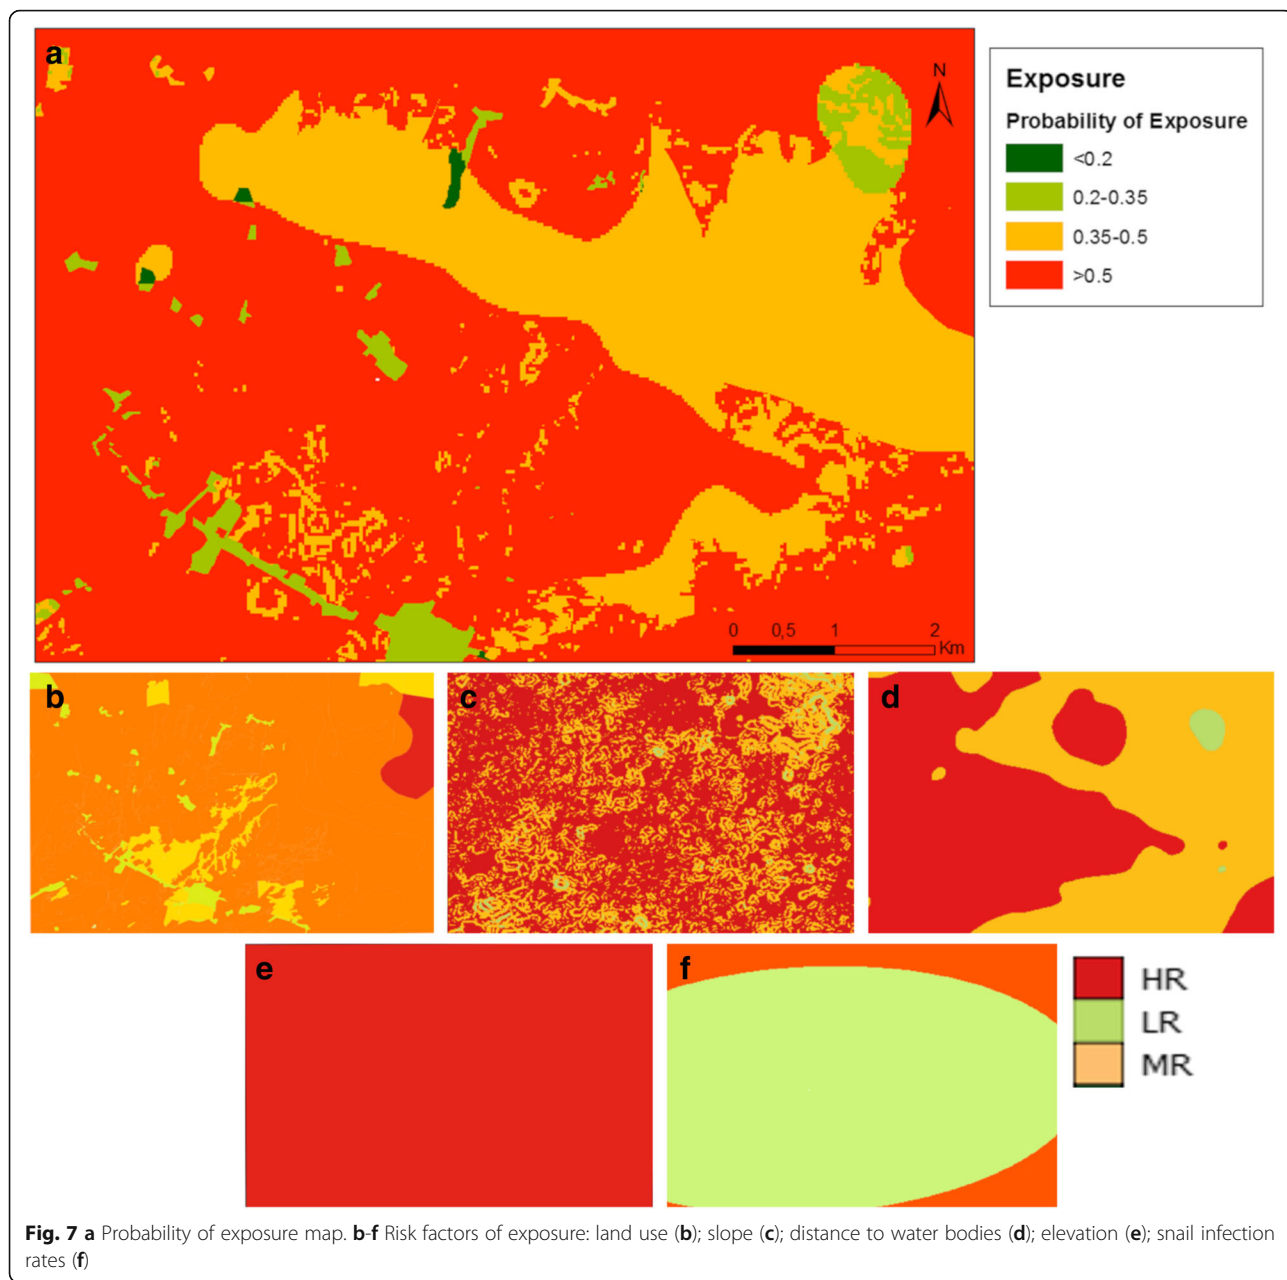 a
N
Exposure
Probability of Exposure
<0.2
0.2-0.35
0.35-0.5
>0.5
0 0,5 1 2
Km
b
c
d
e
f
HR
LR
MR
Fig. 7 a Probability of exposure map. b-f Risk factors of exposure: land use (b); slope (c); distance to water bodies (d); elevation (e); snail infection
rates (f)